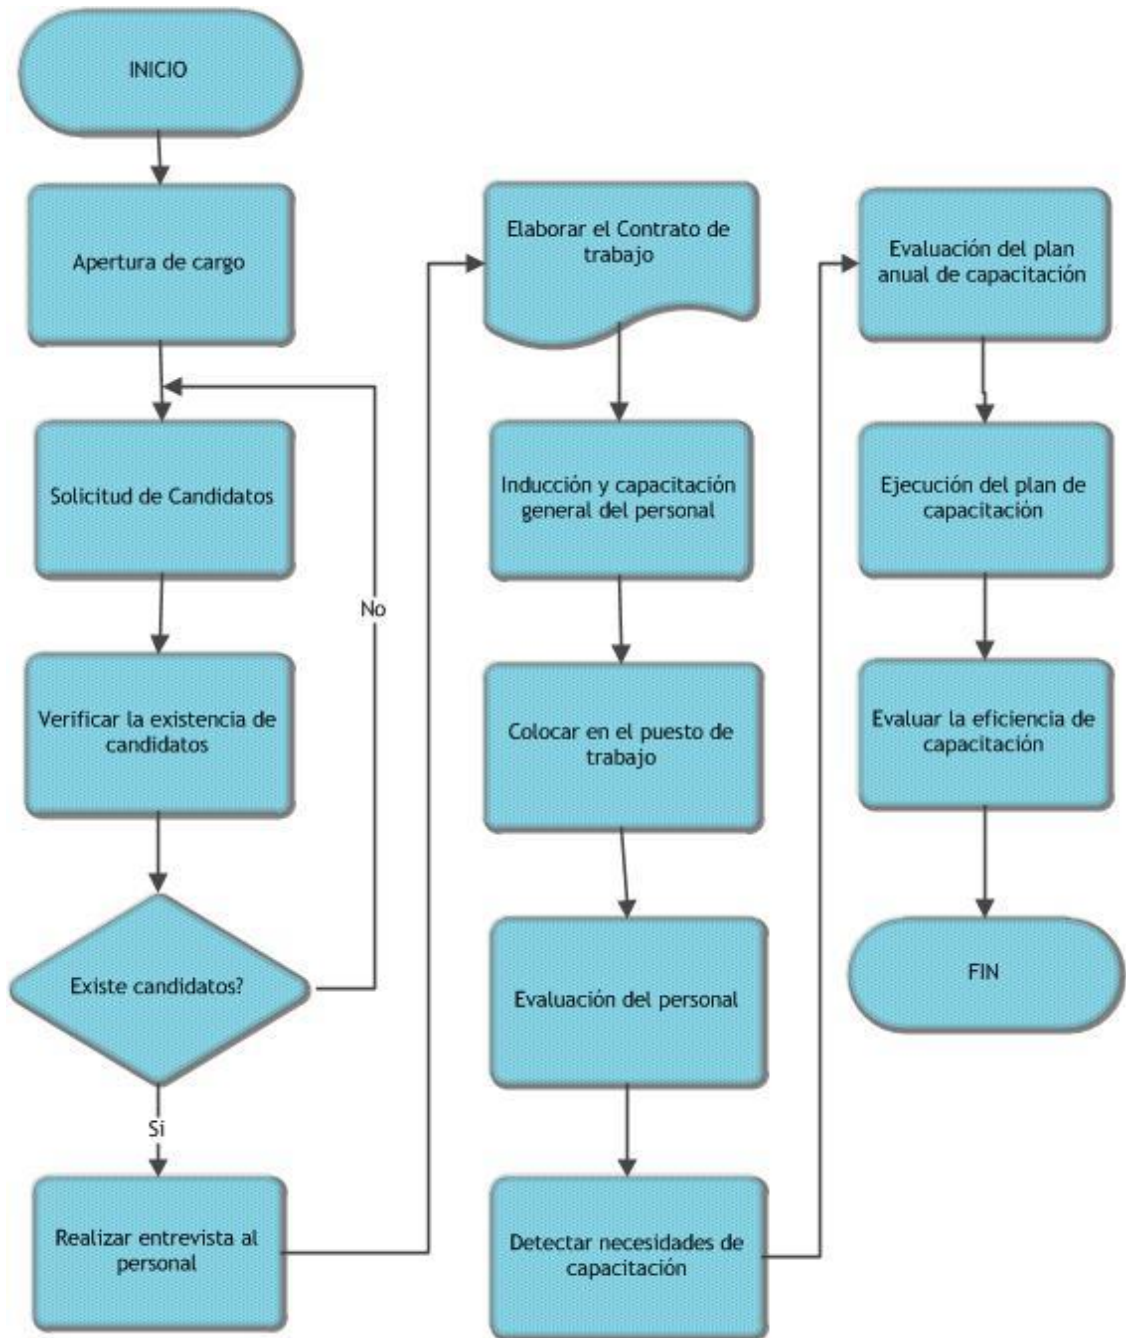 INICIO
Apertura de cargo
Solicitud de Candidatos
No
Verificar la existencia de
candidatos
Existe candidatos?
Si
Realizar entrevista al
personal
Elaborar el Contrato de
trabajo
Inducción y capacitación
general del personal
Colocar en el puesto de
trabajo
Evaluación del personal
Detectar necesidades de
capacitación
Evaluación del plan
anual de capacitación
Ejecución del plan de
capacitación
Evaluar la eficiencia de
capacitación
FIN